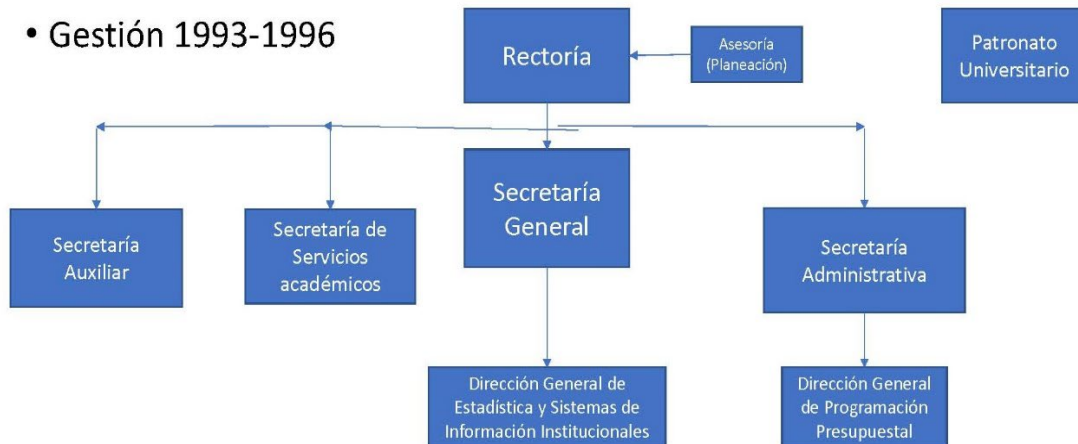 • Gestión 1993-1996
Rectoría
Asesoría
(Planeación)
Patronato
Universitario
Secretaría
Auxiliar
Secretaría de
Servicios
académicos
Secretaría
General
Secretaría
Administrativa
Dirección General de
Estadística y Sistemas de
Información Institucionales
Dirección General
de Programación
Presupuestal